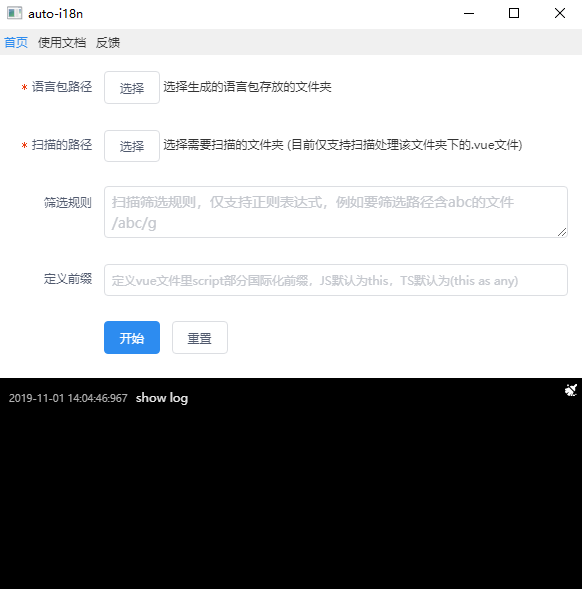 auto-i18n
首页 使用文档 反馈
* 语言包路径 选择 选择生成的语言包存放的文件夹
* 扫描的路径 选择 选择需要扫描的文件夹 (目前仅支持扫描处理该文件夹下的.vue文件)
筛选规则 扫描筛选规则，仅支持正则表达式，例如要筛选路径含abc的文件
/abc/g
定义前缀 定义vue文件里script部分国际化前缀，JS默认为this，TS默认为(this as any)
开始 重置
2019-11-01 14:04:46:967 show log